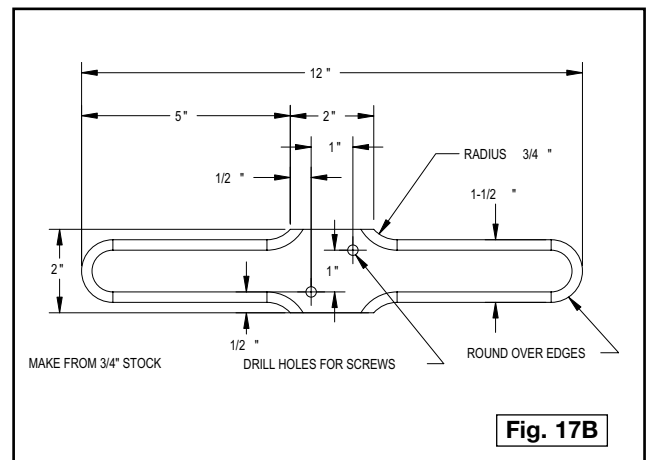 12 "
5"
2"
1"
RADIUS 3/4 "
1/2 "
1-1/2 "
2"
1"
1/2 "
MAKE FROM 3/4" STOCK
DRILL HOLES FOR SCREWS
ROUND OVER EDGES
Fig. 17B